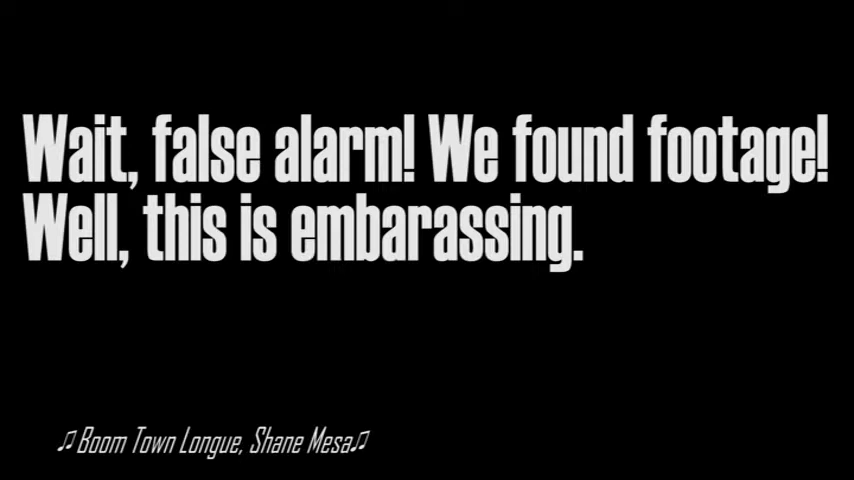 Wait, false alarm! We found footage!
Well, this is embarassing.
♫Boom Town Longue, Shane Mesa♫